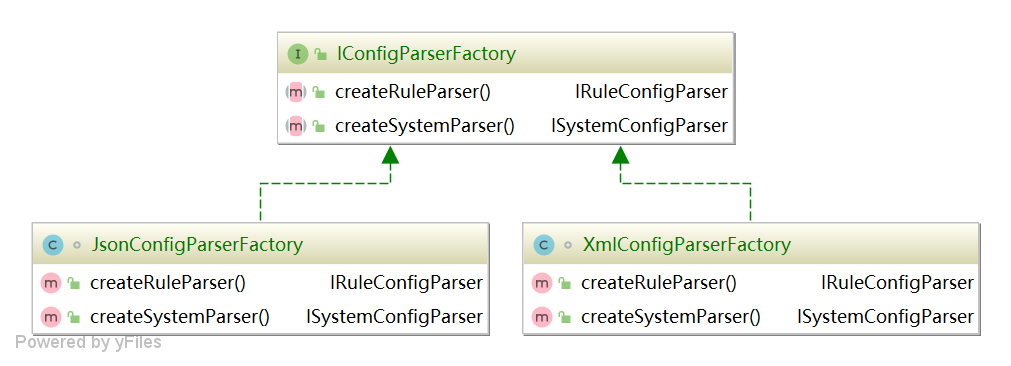 I IConfigParserFactory
m createRuleParser() IRuleConfigParser
m createSystemParser() ISystemConfigParser
C JsonConfigParserFactory
m createRuleParser() IRuleConfigParser
m createSystemParser() ISystemConfigParser
C XmlConfigParserFactory
m createRuleParser() IRuleConfigParser
m createSystemParser() ISystemConfigParser
Powered by yFiles